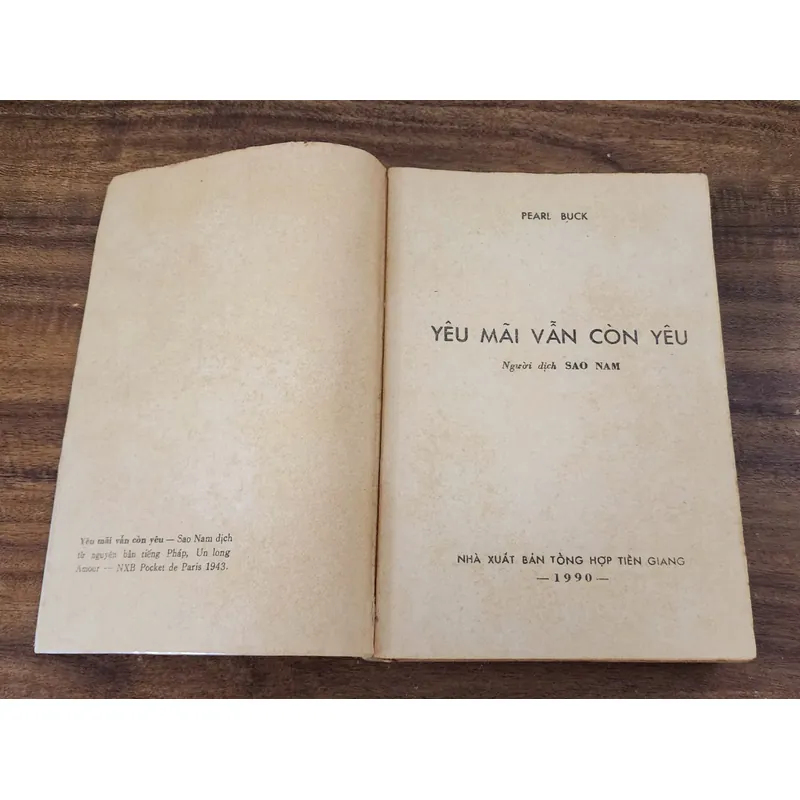 Yêu mãi vẫn còn yêu — Sao Nam dịch
từ nguyên bản tiếng Pháp, Un long
Amour — NXB Pocket de Paris 1943.
PEARL BUCK
YÊU MÃI VẪN CÒN YÊU
Người dịch SAO NAM
NHÀ XUẤT BẢN TỔNG HỢP TIỀN GIANG
— 1990 —